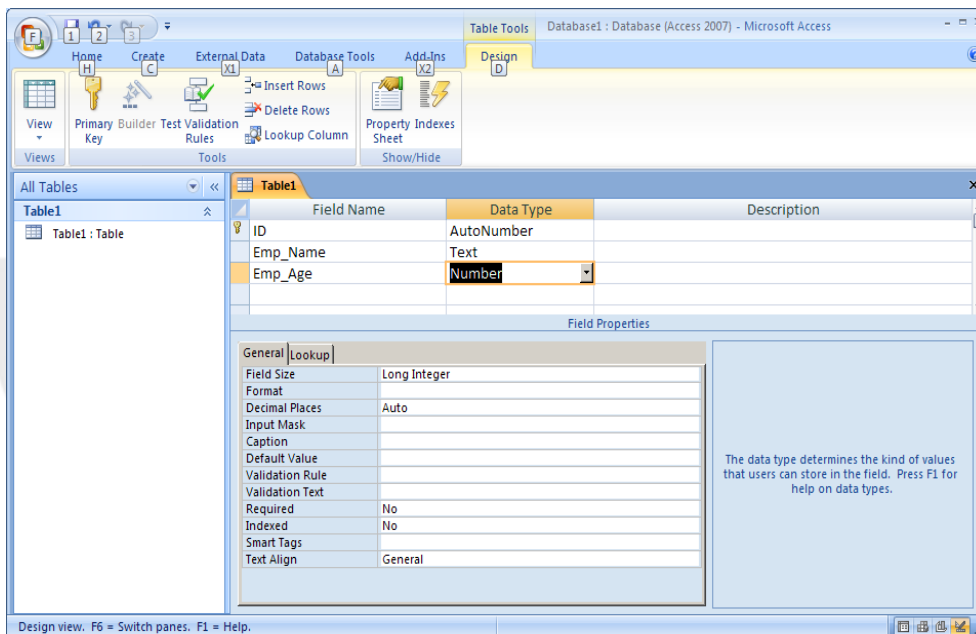 1 2 3
Table Tools Database1 : Database (Access 2007) - Microsoft Access
Home Create External Data Database Tools Add-Ins Design
H C X1 A X2 D
View
Views
Primary Key
Builder
Test Validation Rules
Insert Rows
Delete Rows
Lookup Column
Tools
Property Sheet
Indexes
Show/Hide
All Tables
Table1
Table1 : Table
Table1
Field Name Data Type Description
ID AutoNumber
Emp_Name Text
Emp_Age Number
Field Properties
General Lookup
Field Size Long Integer
Format
Decimal Places Auto
Input Mask
Caption
Default Value
Validation Rule
Validation Text
Required No
Indexed No
Smart Tags
Text Align General
The data type determines the kind of values
that users can store in the field. Press F1 for
help on data types.
Design view. F6 = Switch panes. F1 = Help.
F